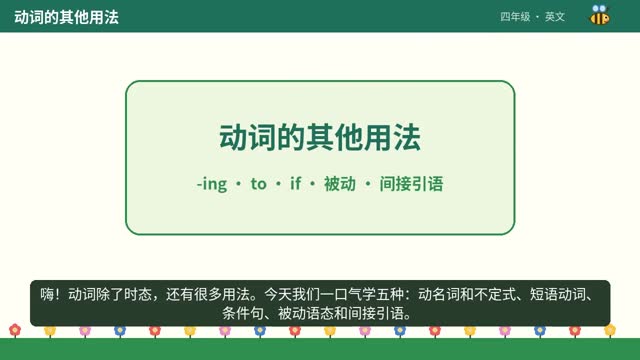 动词的其他用法
四年级 · 英文
动词的其他用法
-ing · to · if · 被动 · 间接引语
嗨！动词除了时态，还有很多用法。今天我们一口气学五种：动名词和不定式、短语动词、
条件句、被动语态和间接引语。